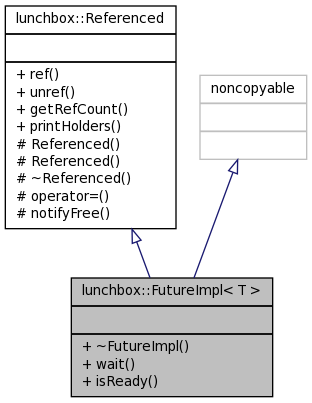 lunchbox::Referenced
+ ref()
+ unref()
+ getRefCount()
+ printHolders()
# Referenced()
# Referenced()
# ~Referenced()
# operator=()
# notifyFree()
noncopyable
lunchbox::FutureImpl< T >
+ ~FutureImpl()
+ wait()
+ isReady()